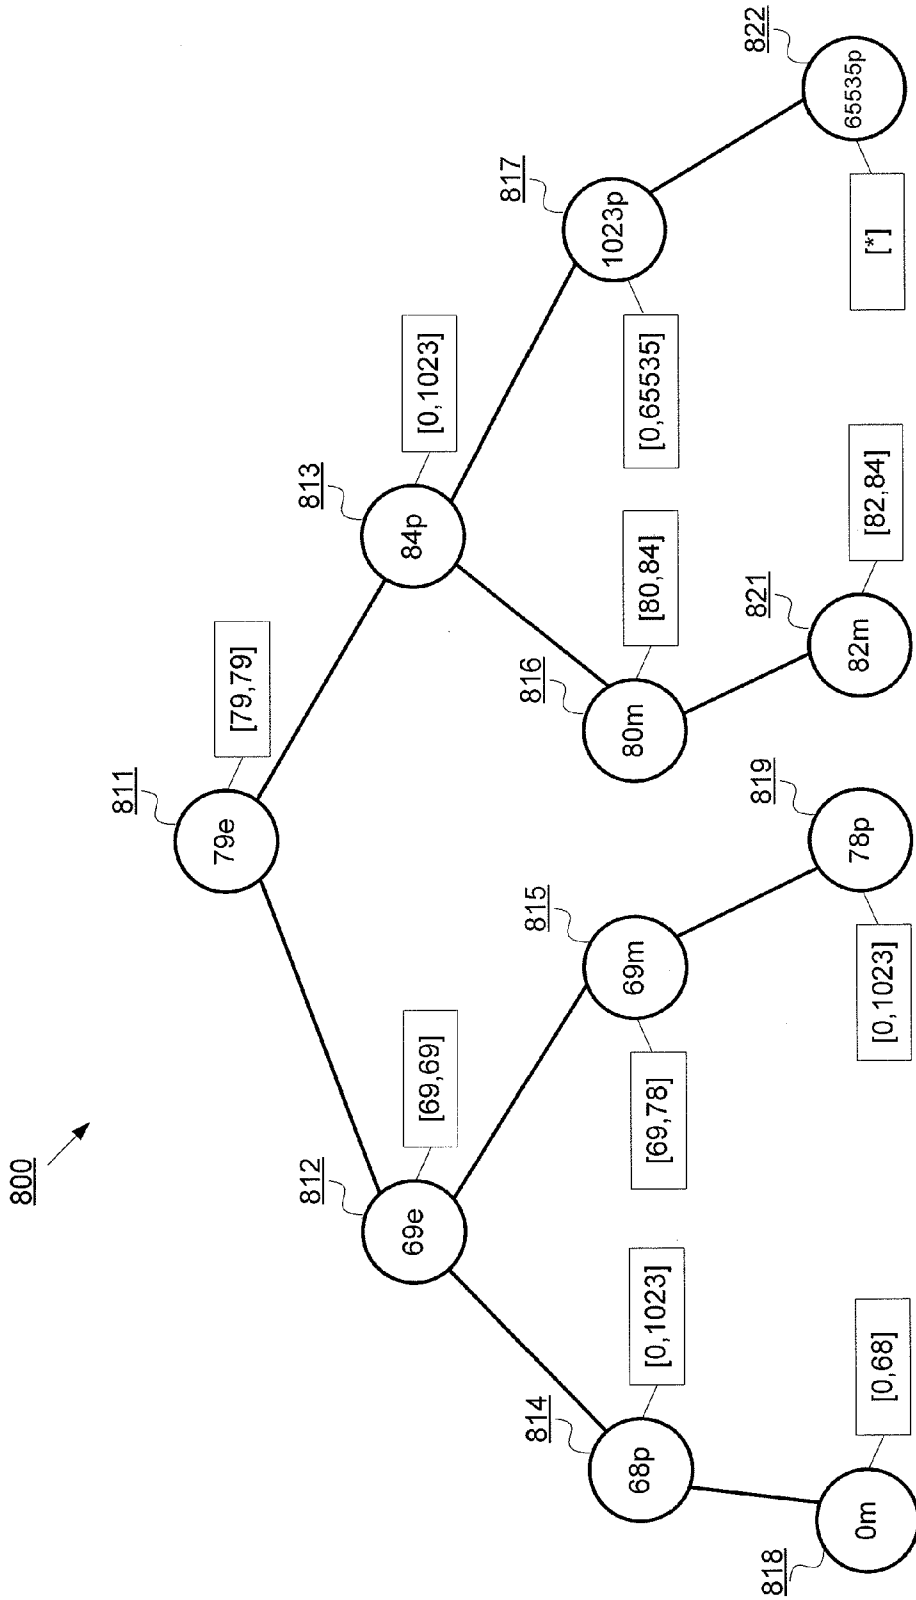 800
811
79e
[79,79]
812
69e
[69,69]
813
84p
[0,1023]
814
68p
[0,1023]
815
69m
[69,78]
816
80m
[80,84]
817
1023p
[0,65535]
818
0m
[0,68]
819
78p
[0,1023]
821
82m
[82,84]
822
65535p
[*]